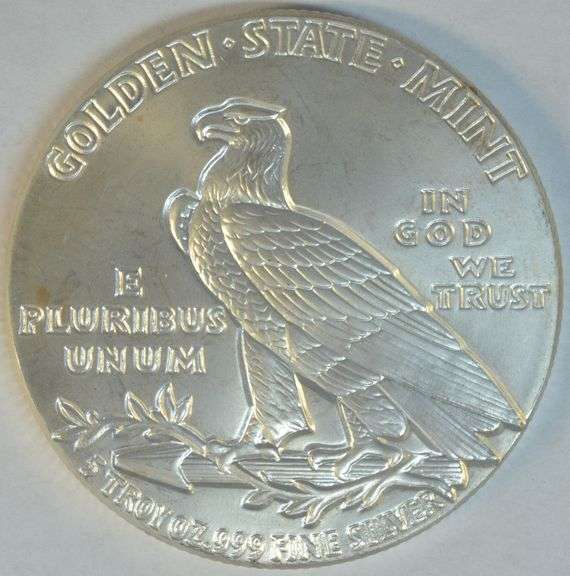 GOLDEN · STATE · MINT
IN
GOD
WE
TRUST
E
PLURIBUS
UNUM
5 TROY OZ .999 FINE SILVER